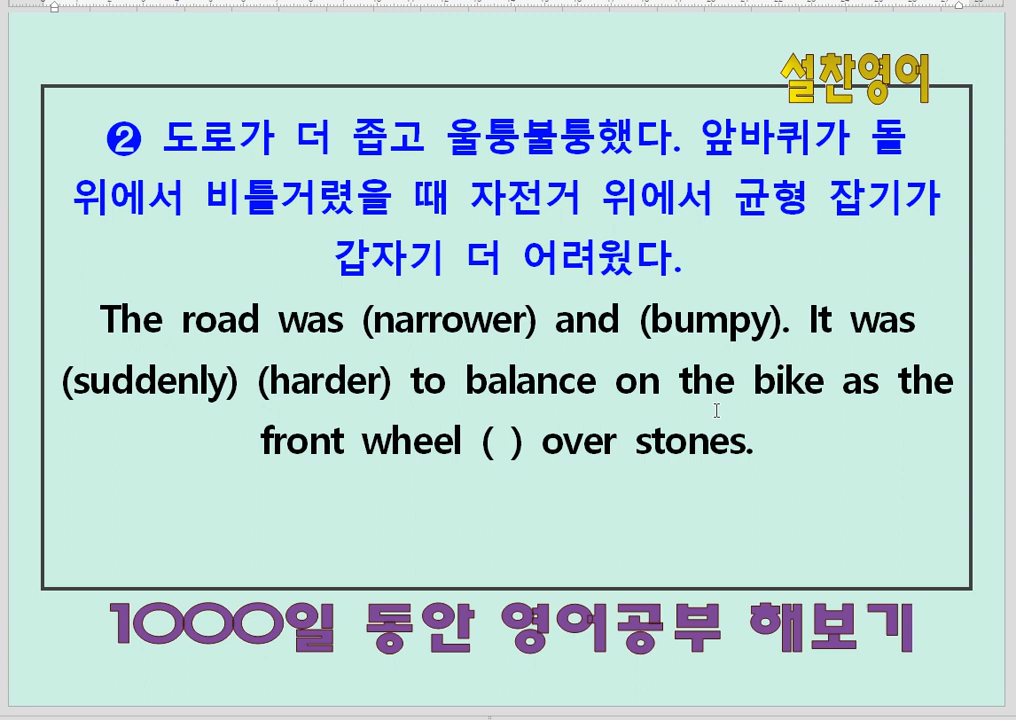 설찬영어
❷ 도로가 더 좁고 울퉁불퉁했다. 앞바퀴가 돌
위에서 비틀거렸을 때 자전거 위에서 균형 잡기가
갑자기 더 어려웠다.
The road was (narrower) and (bumpy). It was
(suddenly) (harder) to balance on the bike as the
front wheel ( ) over stones.
1000일 동안 영어공부 해보기